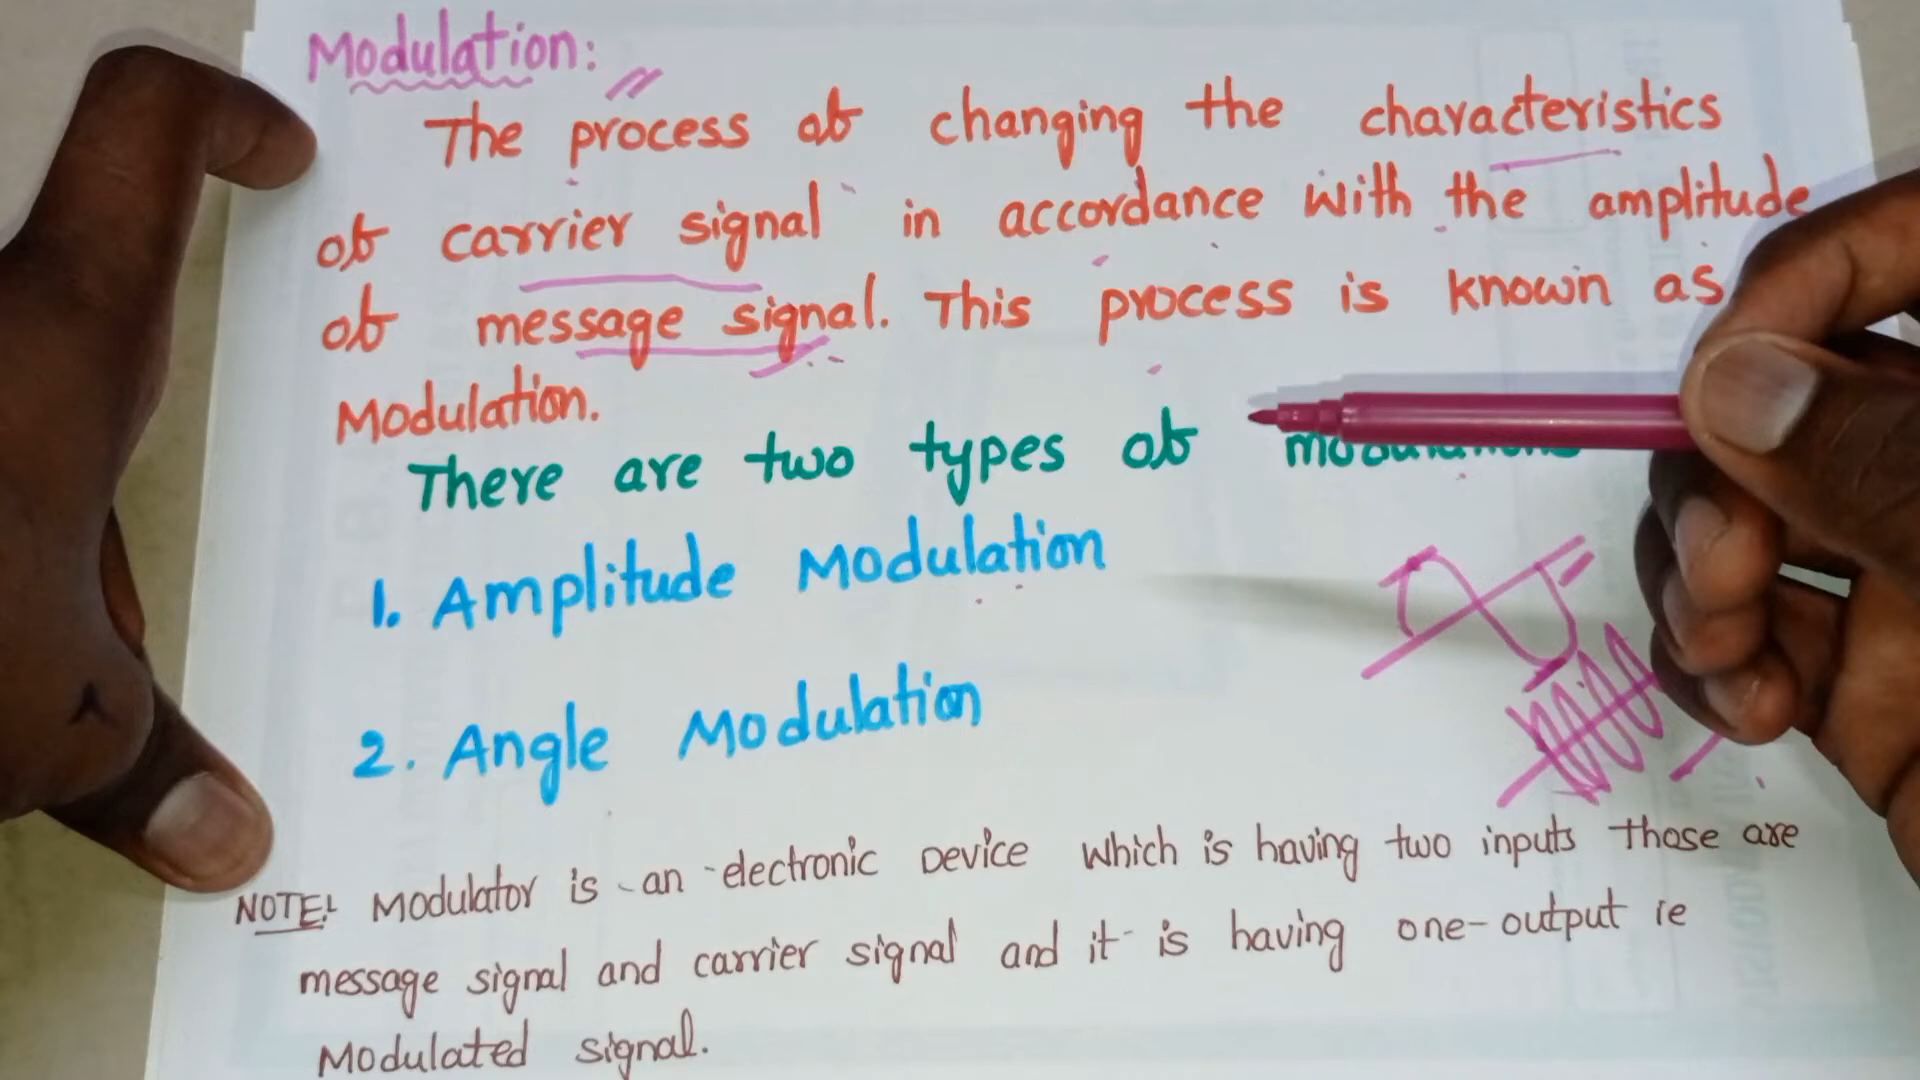 Modulation:
The process of changing the characteristics
of carrier signal in accordance with the amplitude
of message signal. This process is known as
Modulation.
There are two types of
1. Amplitude Modulation
2. Angle Modulation
NOTE:- Modulator is an electronic Device which is having two inputs those are
message signal and carrier signal and it is having one-output ie
Modulated signal.